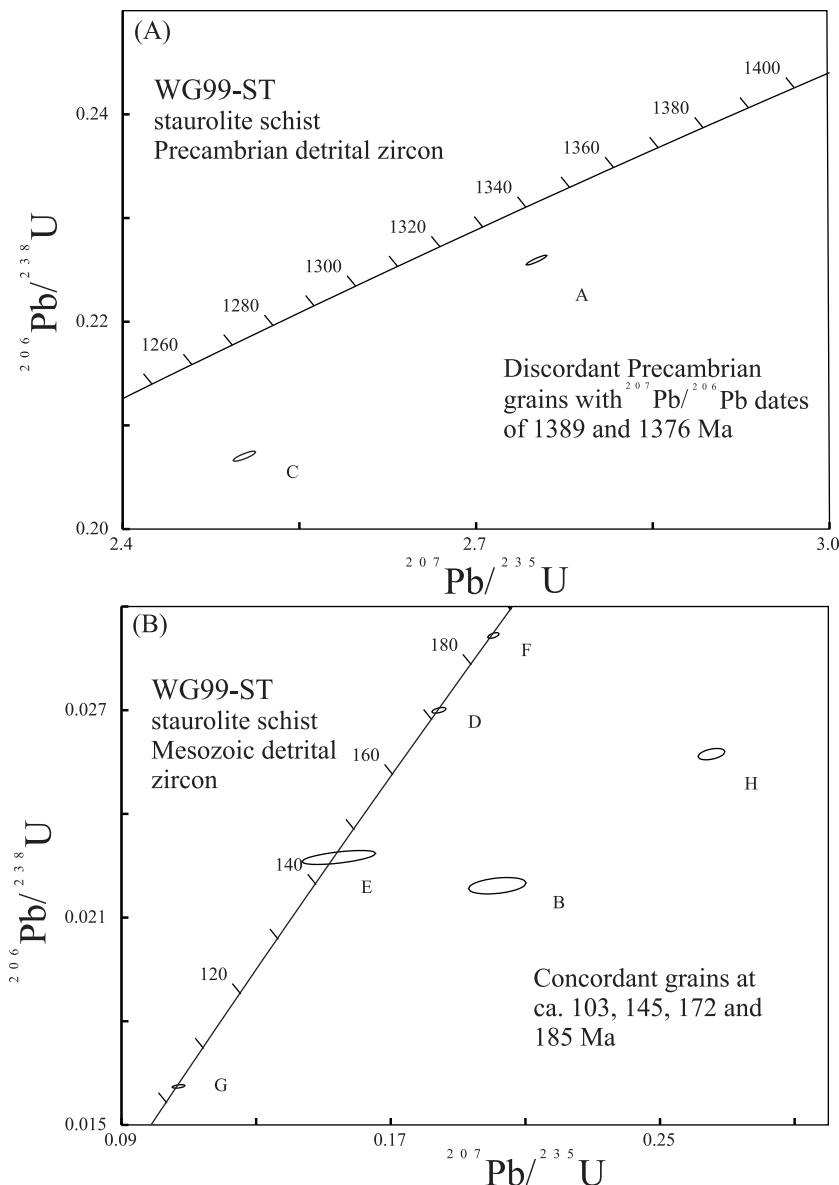 (A)
WG99-ST
staurolite schist
Precambrian detrital zircon
1400
1380
1360
1340
1320
1300
1280
1260
0.24
0.22
0.20
²⁰⁶Pb/²³⁸U
A
C
Discordant Precambrian
grains with ²⁰⁷Pb/²⁰⁶Pb dates
of 1389 and 1376 Ma
2.4
2.7
3.0
²⁰⁷Pb/²³⁵U
(B)
WG99-ST
staurolite schist
Mesozoic detrital
zircon
180
160
140
120
0.027
0.021
0.015
²⁰⁶Pb/²³⁸U
F
D
H
E
B
G
Concordant grains at
ca. 103, 145, 172 and
185 Ma
0.09
0.17
0.25
²⁰⁷Pb/²³⁵U